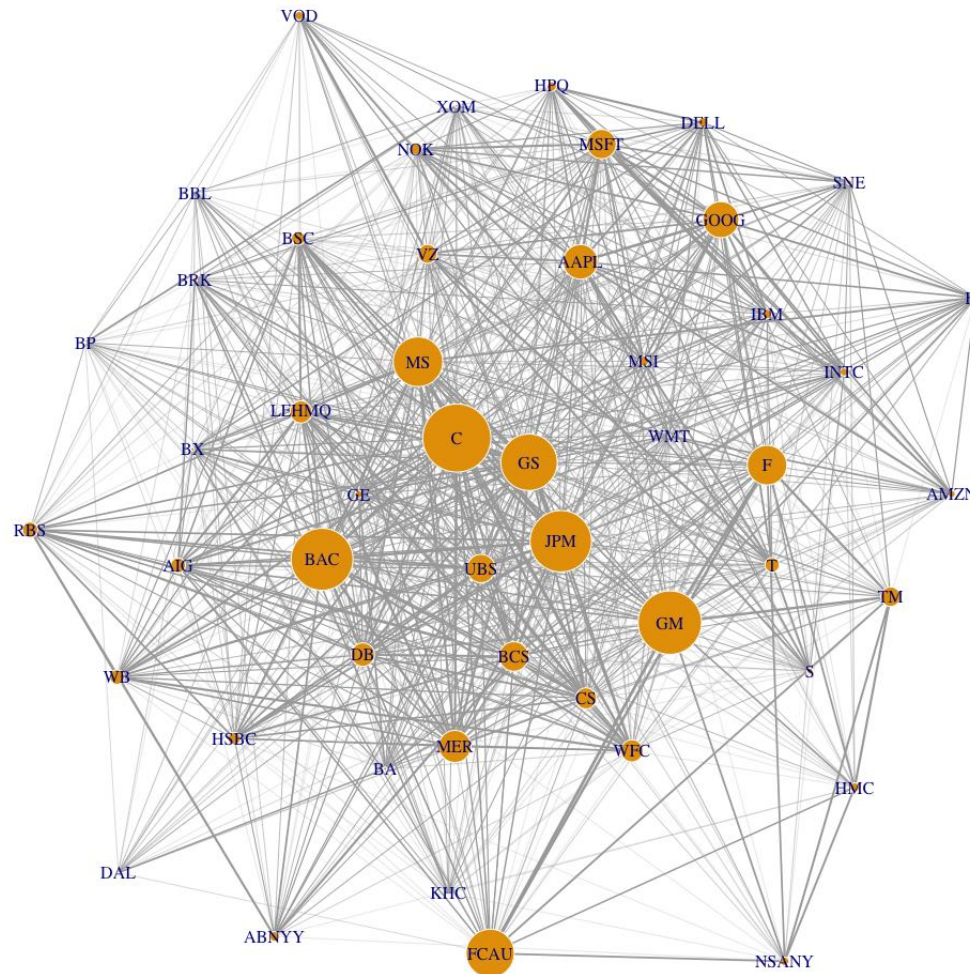 VOD
HPQ
XOM
DELL
MSFT
NOK
SNE
BBL
GOOG
BSC
VZ
AAPL
BRK
IBM
BP
MS
MSI
INTC
LEHMQ
C
WMT
BX
GS
F
GE
AMZN
RBS
JPM
BAC
AIG
UBS
T
TM
GM
DB
BCS
S
WB
CS
HSBC
MER
WFC
BA
HMC
DAL
KHC
ABNYY
FCAU
NSANY